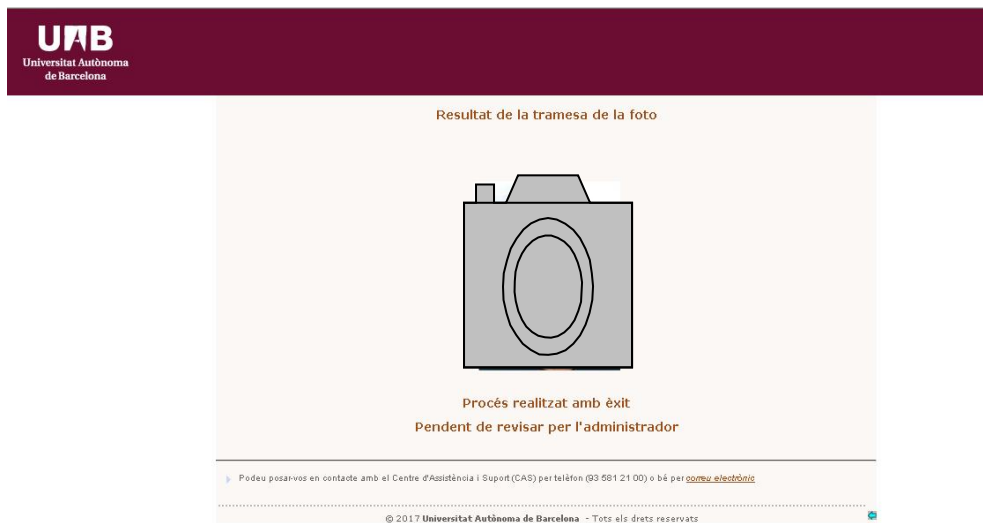 UAB
Universitat Autònoma
de Barcelona
Resultat de la tramesa de la foto
Procés realitzat amb èxit
Pendent de revisar per l'administrador
Podeu posar-vos en contacte amb el Centre d'Assistència i Suport (CAS) per telèfon (93 581 21 00) o bé per correu electrònic
© 2017 Universitat Autònoma de Barcelona - Tots els drets reservats